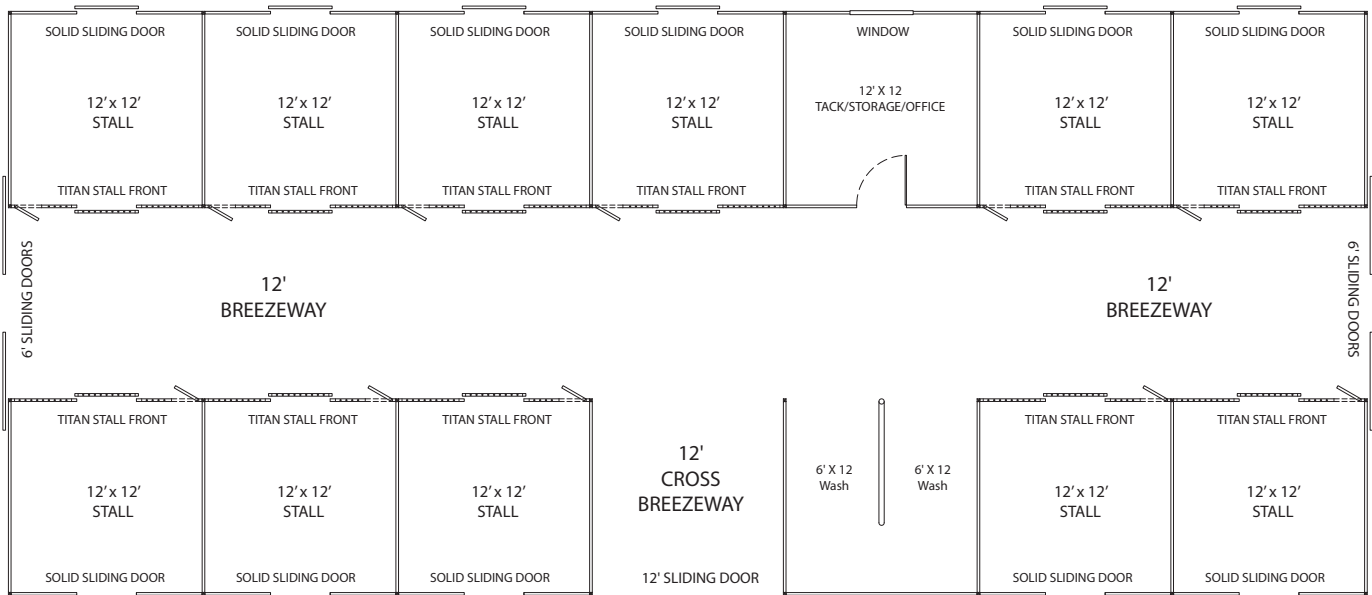 SOLID SLIDING DOOR SOLID SLIDING DOOR SOLID SLIDING DOOR SOLID SLIDING DOOR WINDOW SOLID SLIDING DOOR SOLID SLIDING DOOR
12' x 12' 12' x 12' 12' x 12' 12' x 12' 12' X 12 12' x 12' 12' x 12'
STALL STALL STALL STALL TACK/STORAGE/OFFICE STALL STALL
TITAN STALL FRONT TITAN STALL FRONT TITAN STALL FRONT TITAN STALL FRONT TITAN STALL FRONT TITAN STALL FRONT
6' SLIDING DOORS
12'
BREEZEWAY
12'
BREEZEWAY
6' SLIDING DOORS
TITAN STALL FRONT TITAN STALL FRONT TITAN STALL FRONT TITAN STALL FRONT TITAN STALL FRONT
12' x 12' 12' x 12' 12' x 12' 12' x 12' 12' x 12'
STALL STALL STALL STALL STALL
12'
CROSS
BREEZEWAY
6' X 12
Wash
6' X 12
Wash
SOLID SLIDING DOOR SOLID SLIDING DOOR SOLID SLIDING DOOR 12' SLIDING DOOR SOLID SLIDING DOOR SOLID SLIDING DOOR